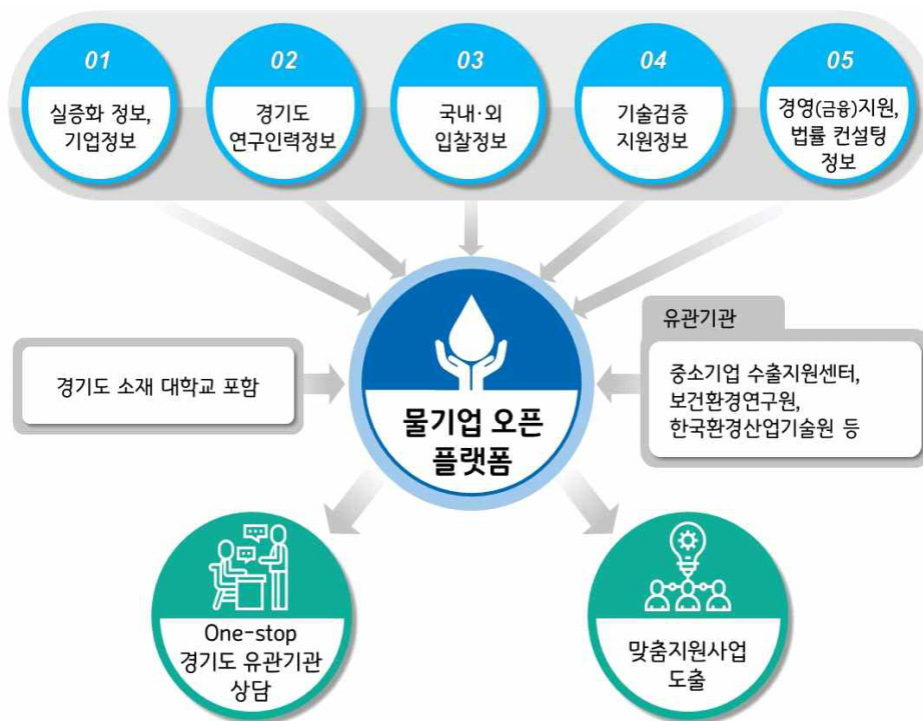 01
실증화 정보,
기업정보
02
경기도
연구인력정보
03
국내·외
입찰정보
04
기술검증
지원정보
05
경영(금융)지원,
법률 컨설팅
정보
경기도 소재 대학교 포함
물기업 오픈
플랫폼
유관기관
중소기업 수출지원센터,
보건환경연구원,
한국환경산업기술원 등
One-stop
경기도 유관기관
상담
맞춤지원사업
도출